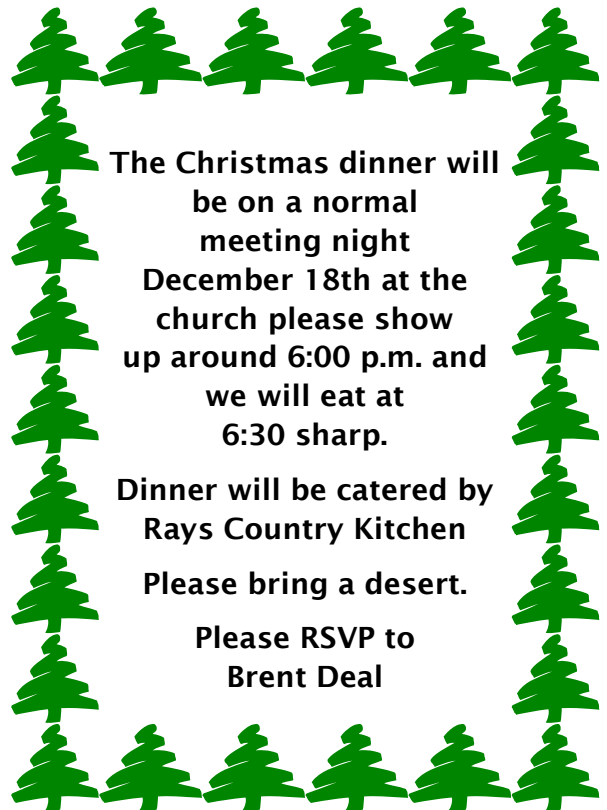 The Christmas dinner will
be on a normal
meeting night
December 18th at the
church please show
up around 6:00 p.m. and
we will eat at
6:30 sharp.
Dinner will be catered by
Rays Country Kitchen
Please bring a desert.
Please RSVP to
Brent Deal